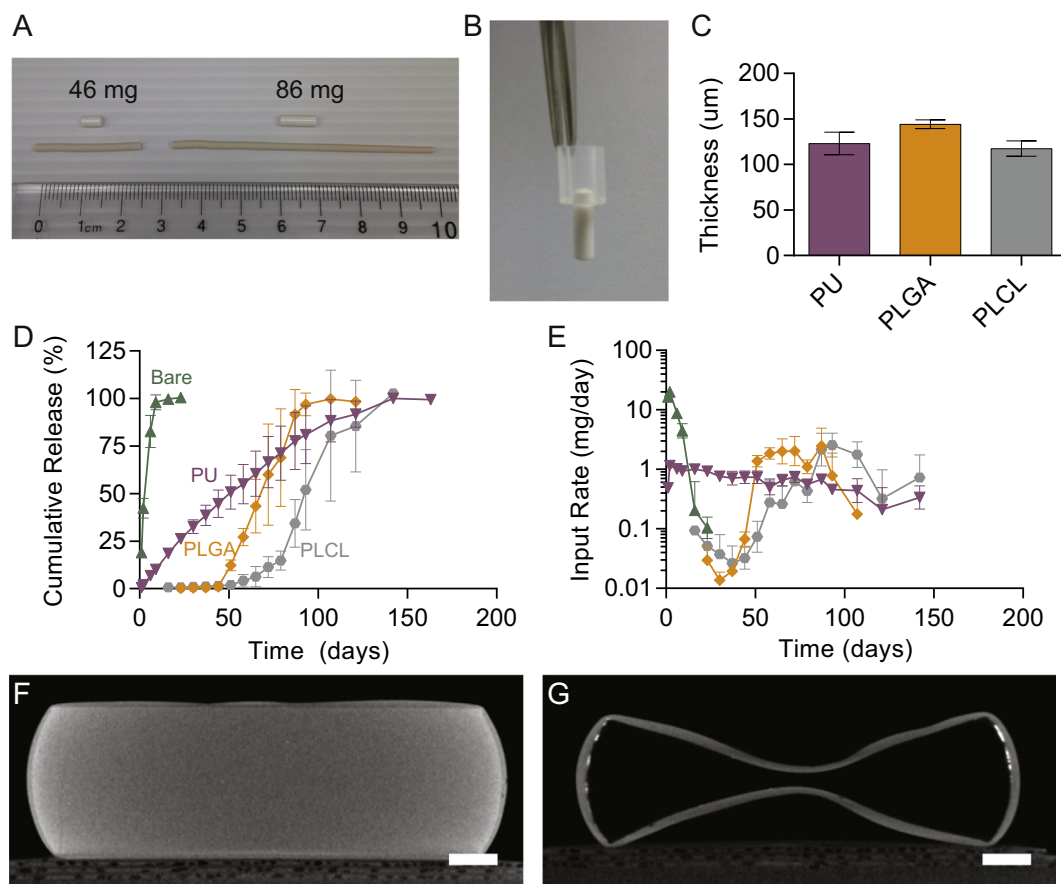 A
46 mg
86 mg
0 1cm 2 3 4 5 6 7 8 9 10
B
C
Thickness (um)
200
150
100
50
0
PU
PLGA
PLCL
D
Cumulative Release (%)
125
100
75
50
25
0
Bare
PU
PLGA
PLCL
0 50 100 150 200
Time (days)
E
Input Rate (mg/day)
100
10
1
0.1
0.01
0 50 100 150 200
Time (days)
F
G